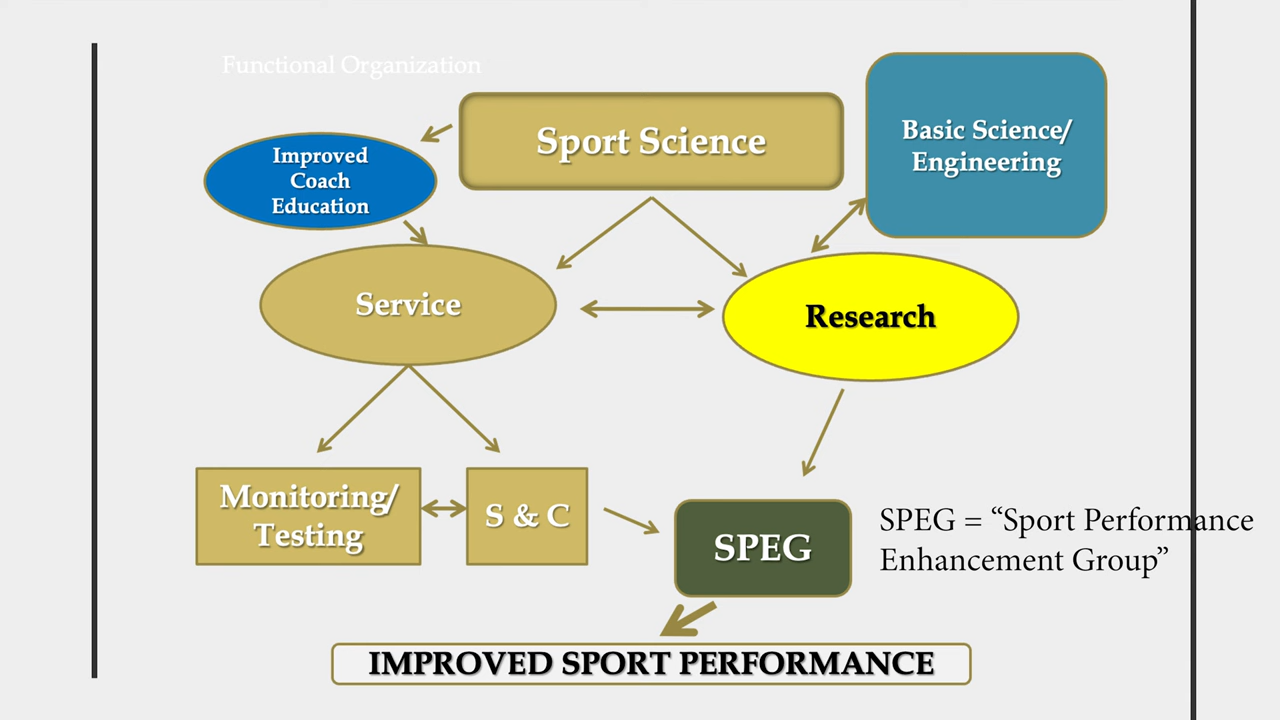 Functional Organization
Sport Science
Basic Science/
Engineering
Improved
Coach
Education
Service
Research
Monitoring/
Testing
S & C
SPEG
SPEG = “Sport Performance
Enhancement Group”
IMPROVED SPORT PERFORMANCE